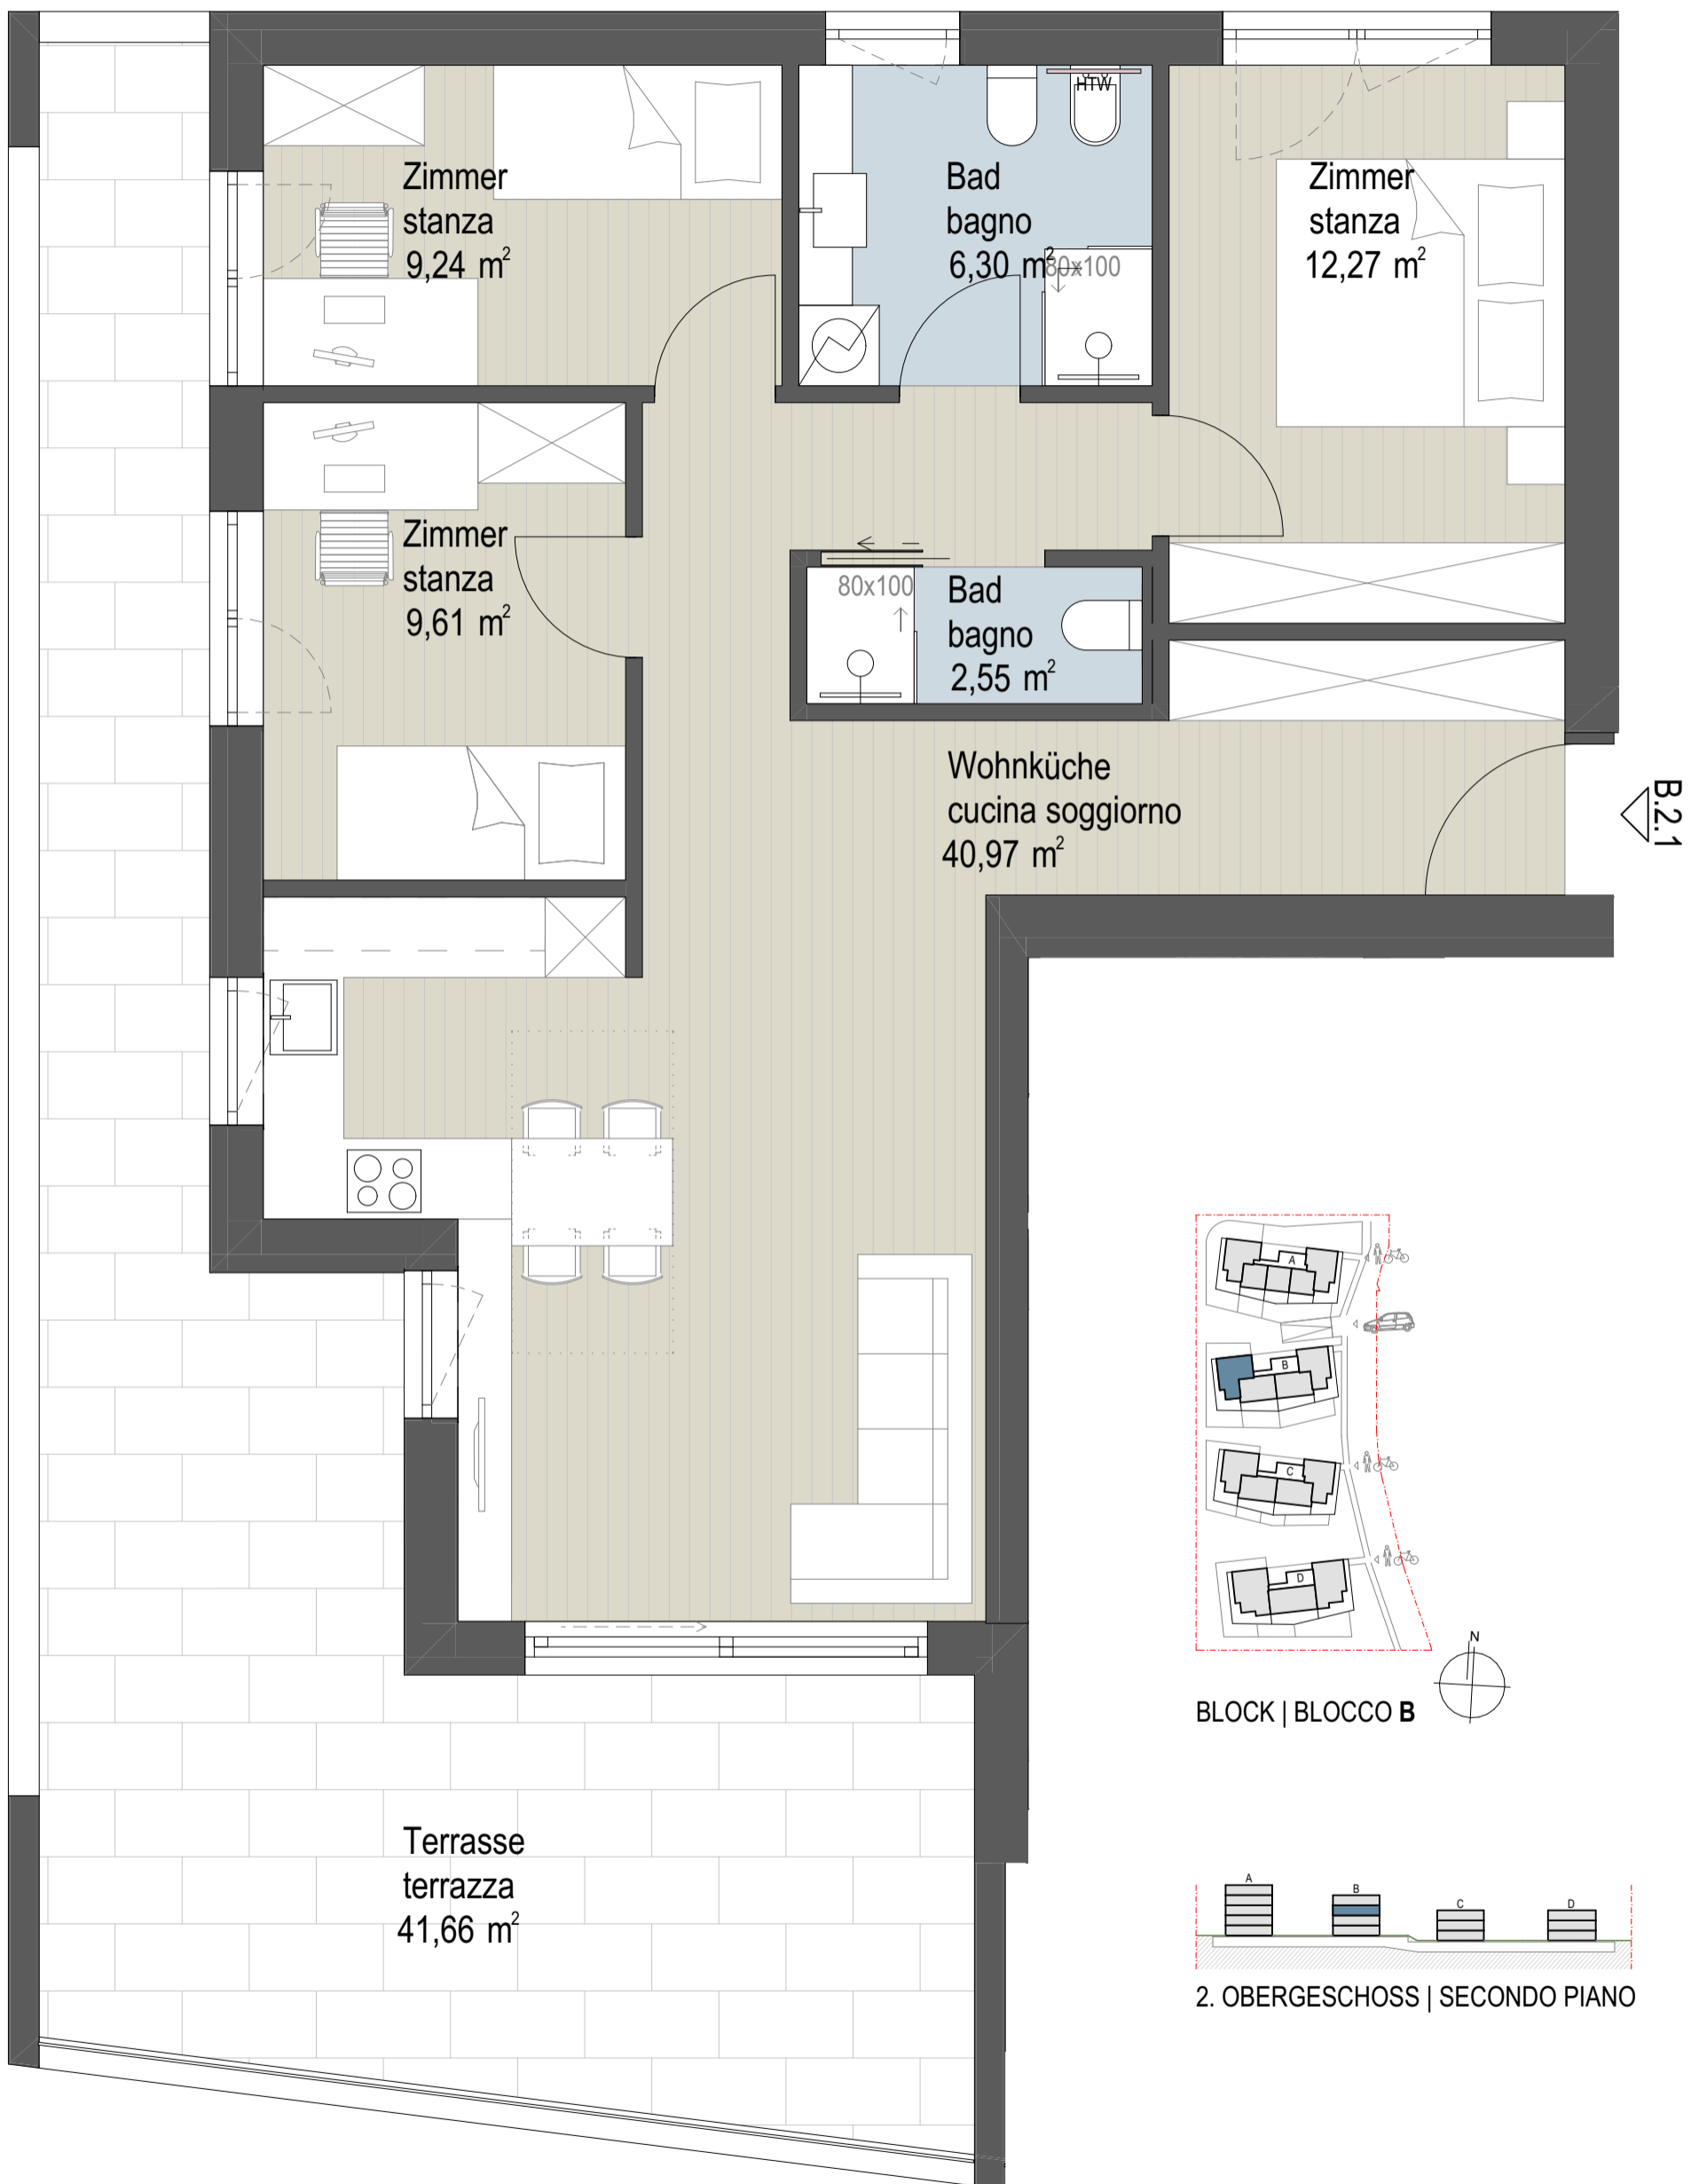 Zimmer
stanza
9,24 m²
Bad
bagno
6,30 m²
HTW
80x100
Zimmer
stanza
12,27 m²
Zimmer
stanza
9,61 m²
80x100
Bad
bagno
2,55 m²
Wohnküche
cucina soggiorno
40,97 m²
B.2.1
A
B
C
D
N
BLOCK | BLOCCO B
Terrasse
terrazza
41,66 m²
A
B
C
D
2. OBERGESCHOSS | SECONDO PIANO